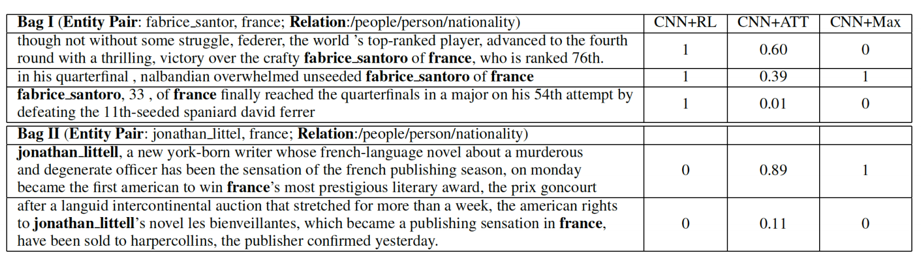 Bag I (Entity Pair: fabrice_santor, france; Relation:/people/person/nationality) CNN+RL CNN+ATT CNN+Max
though not without some struggle, federer, the world 's top-ranked player, advanced to the fourth
round with a thrilling, victory over the crafty fabrice_santoro of france, who is ranked 76th. 1 0.60 0
in his quarterfinal , nalbandian overwhelmed unseeded fabrice_santoro of france 1 0.39 1
fabrice_santoro, 33 , of france finally reached the quarterfinals in a major on his 54th attempt by
defeating the 11th-seeded spaniard david ferrer 1 0.01 0
Bag II (Entity Pair: jonathan_littel, france; Relation:/people/person/nationality)
jonathan_littell, a new york-born writer whose french-language novel about a murderous
and degenerate officer has been the sensation of the french publishing season, on monday 0 0.89 1
became the first american to win france's most prestigious literary award, the prix goncourt
after a languid intercontinental auction that stretched for more than a week, the american rights
to jonathan_littell's novel les bienveillantes, which became a publishing sensation in france, 0 0.11 0
have been sold to harpercollins, the publisher confirmed yesterday.